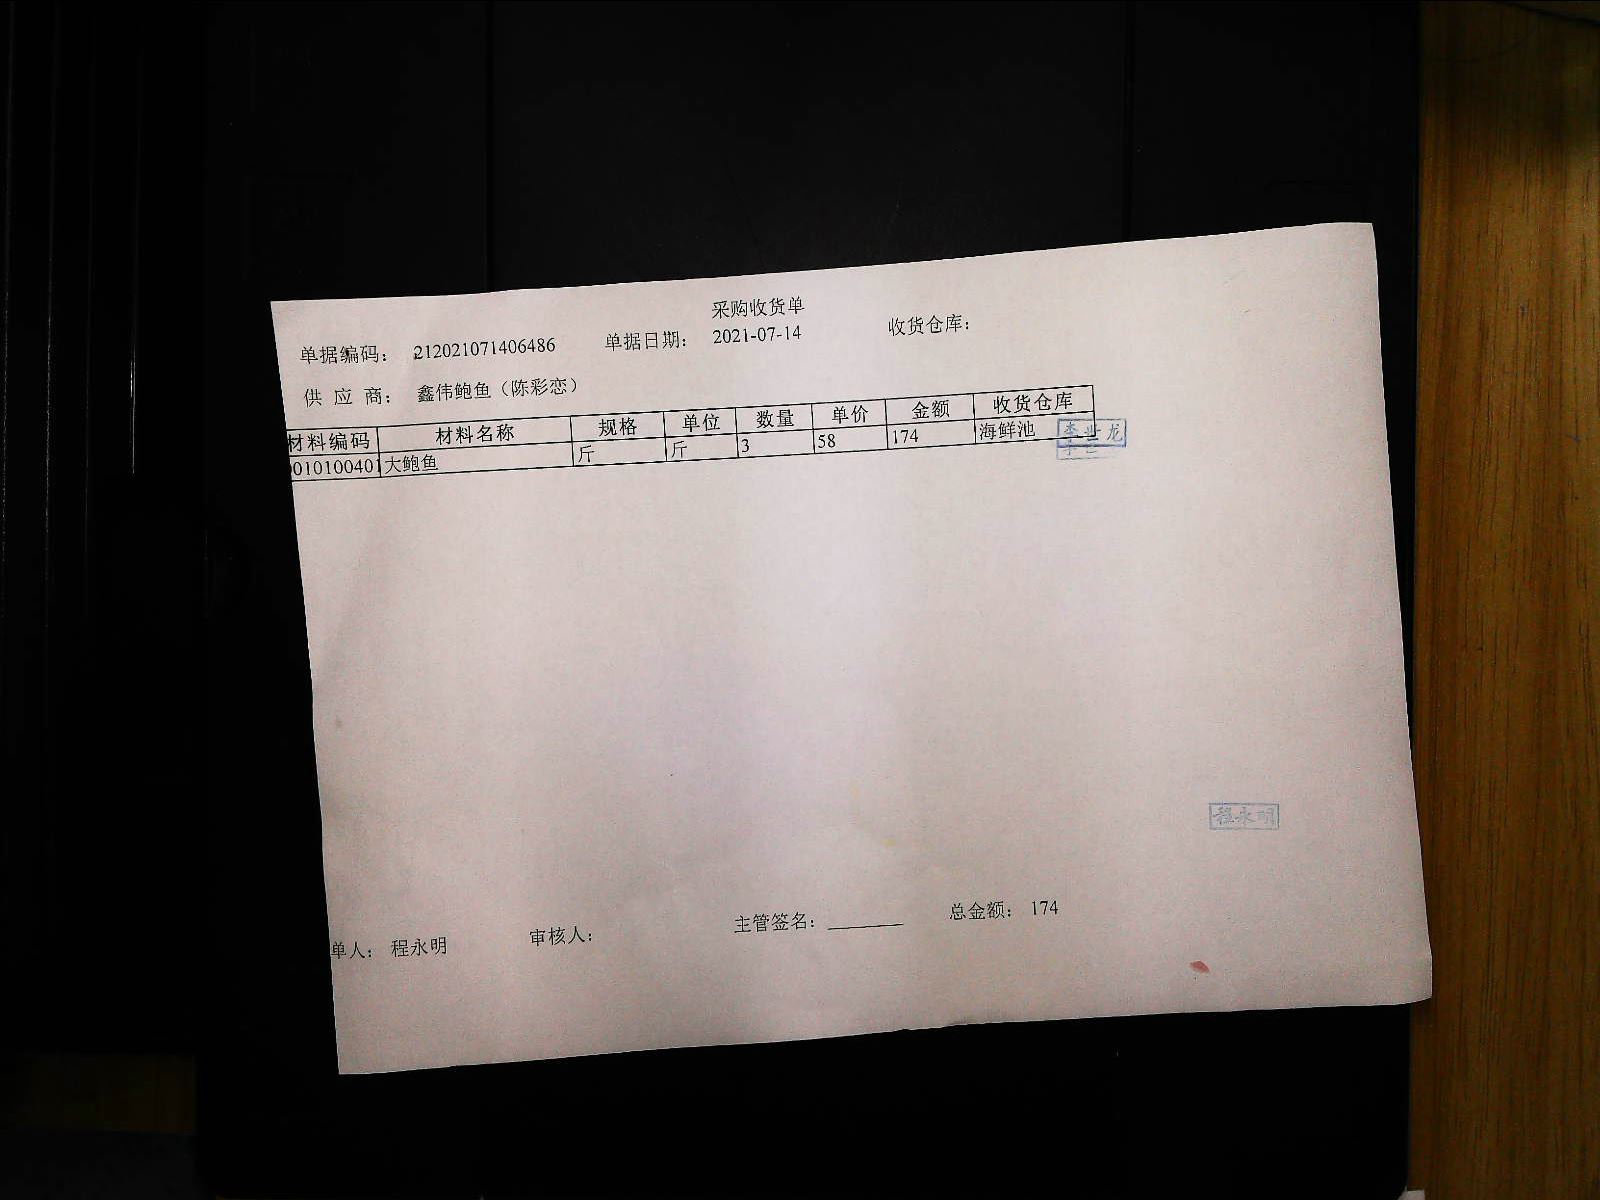 采购收货单
单据编码： 212021071406486 单据日期： 2021-07-14 收货仓库：
供 应 商： 鑫伟鲍鱼（陈彩恋）
材料编码 材料名称 规格 单位 数量 单价 金额 收货仓库
010100401 大鲍鱼 斤 斤 3 58 174 海鲜池
李世龙
程永明
单人： 程永明 审核人： 主管签名： 总金额： 174